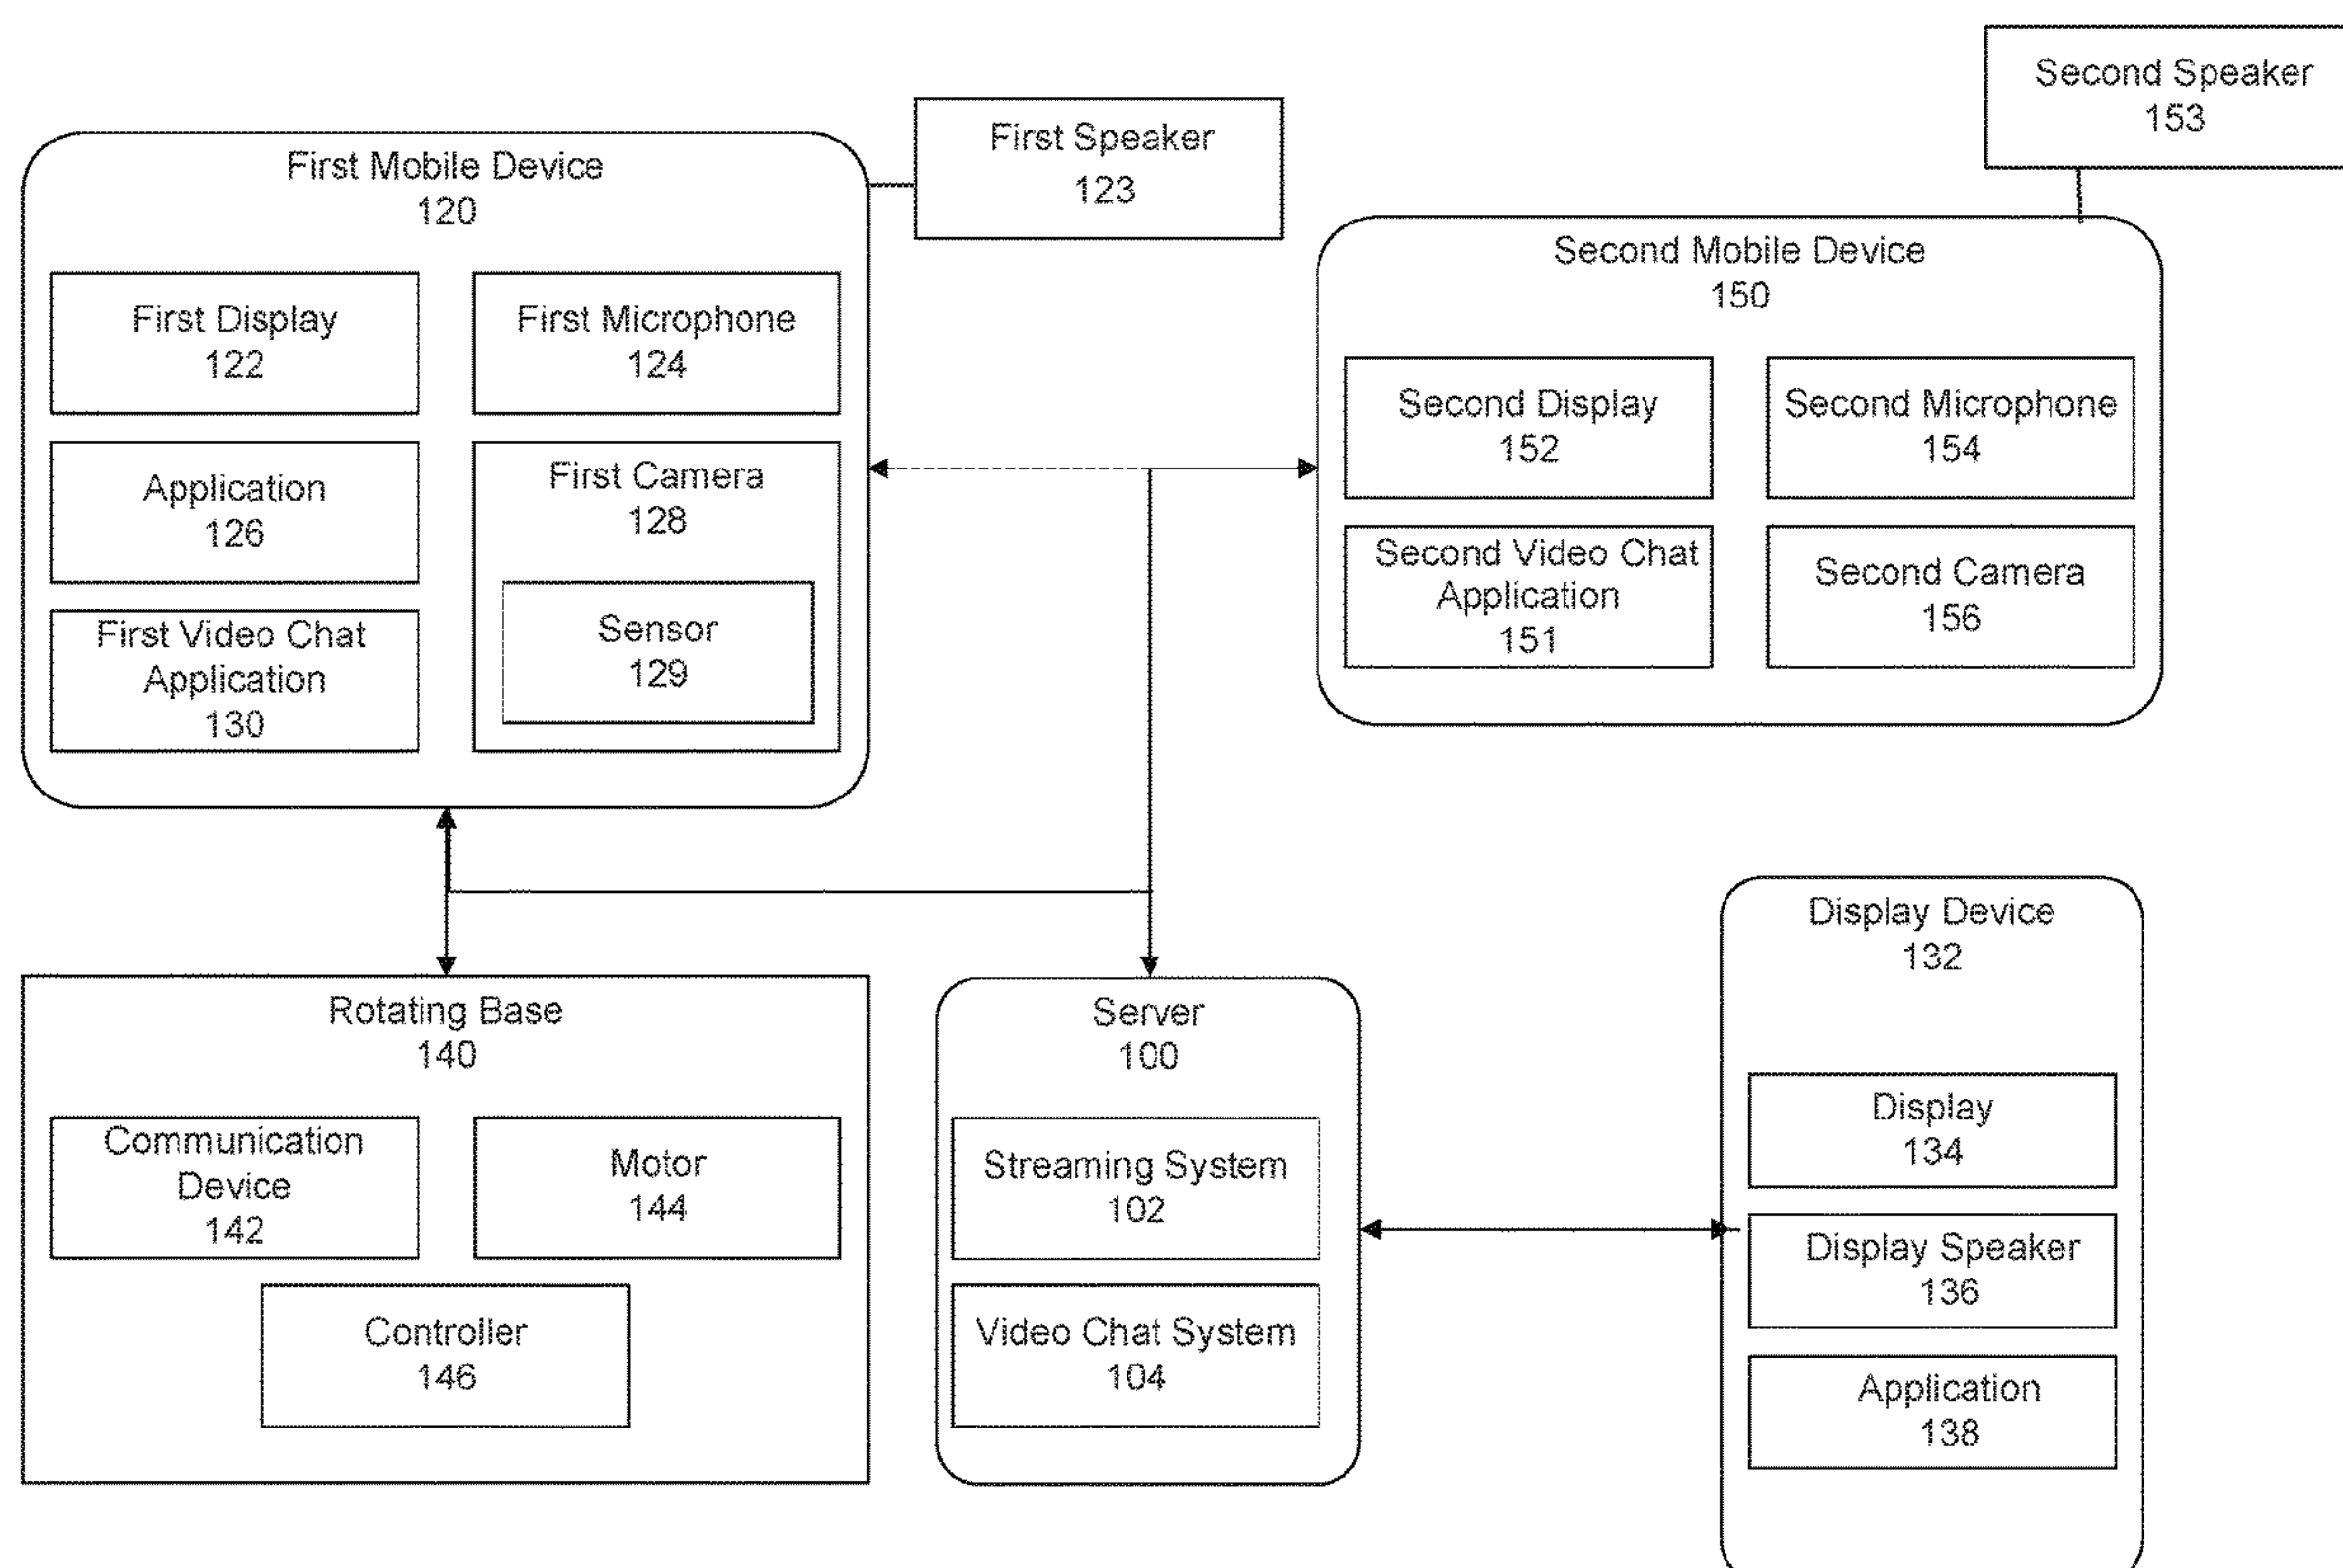 Second Speaker
153
First Speaker
123
First Mobile Device
120
First Display
122
First Microphone
124
Application
126
First Camera
128
Sensor
129
First Video Chat
Application
130
Second Mobile Device
150
Second Display
152
Second Microphone
154
Second Video Chat
Application
151
Second Camera
156
Rotating Base
140
Communication
Device
142
Motor
144
Controller
146
Server
100
Streaming System
102
Video Chat System
104
Display Device
132
Display
134
Display Speaker
136
Application
138